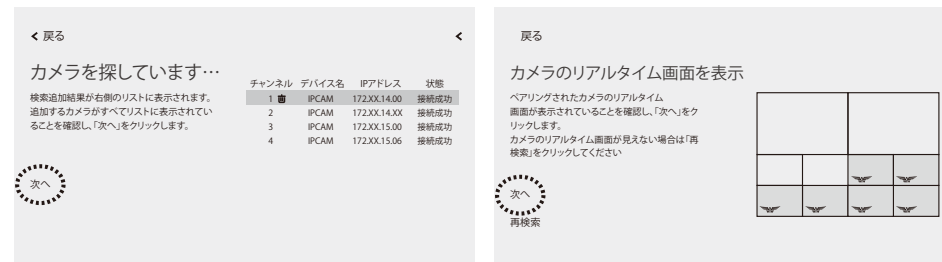 戻る
カメラを探しています…
検索追加結果が右側のリストに表示されます。
追加するカメラがすべてリストに表示されてい
ることを確認し、「次へ」をクリックします。
チャンネル デバイス名 IPアドレス 状態
1 IPCAM 172.XX.14.00 接続成功
2 IPCAM 172.XX.14.XX 接続成功
3 IPCAM 172.XX.15.00 接続成功
4 IPCAM 172.XX.15.06 接続成功
次へ
戻る
カメラのリアルタイム画面を表示
ペアリングされたカメラのリアルタイム
画面が表示されていることを確認し、「次へ」をク
リックします。
カメラのリアルタイム画面が見えない場合は「再
検索」をクリックしてください
次へ
再検索